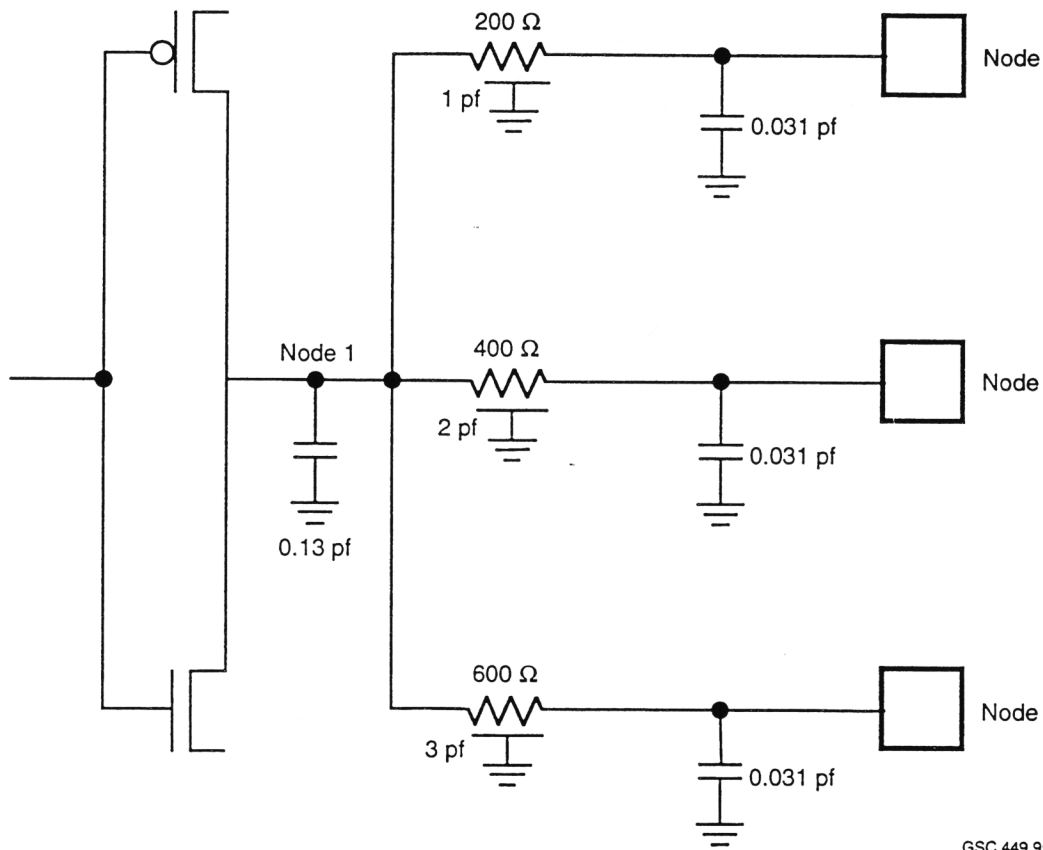 200 Ω
Node
1 pf
0.031 pf
Node 1
400 Ω
Node
2 pf
0.031 pf
0.13 pf
600 Ω
Node
3 pf
0.031 pf
GSC 449.9